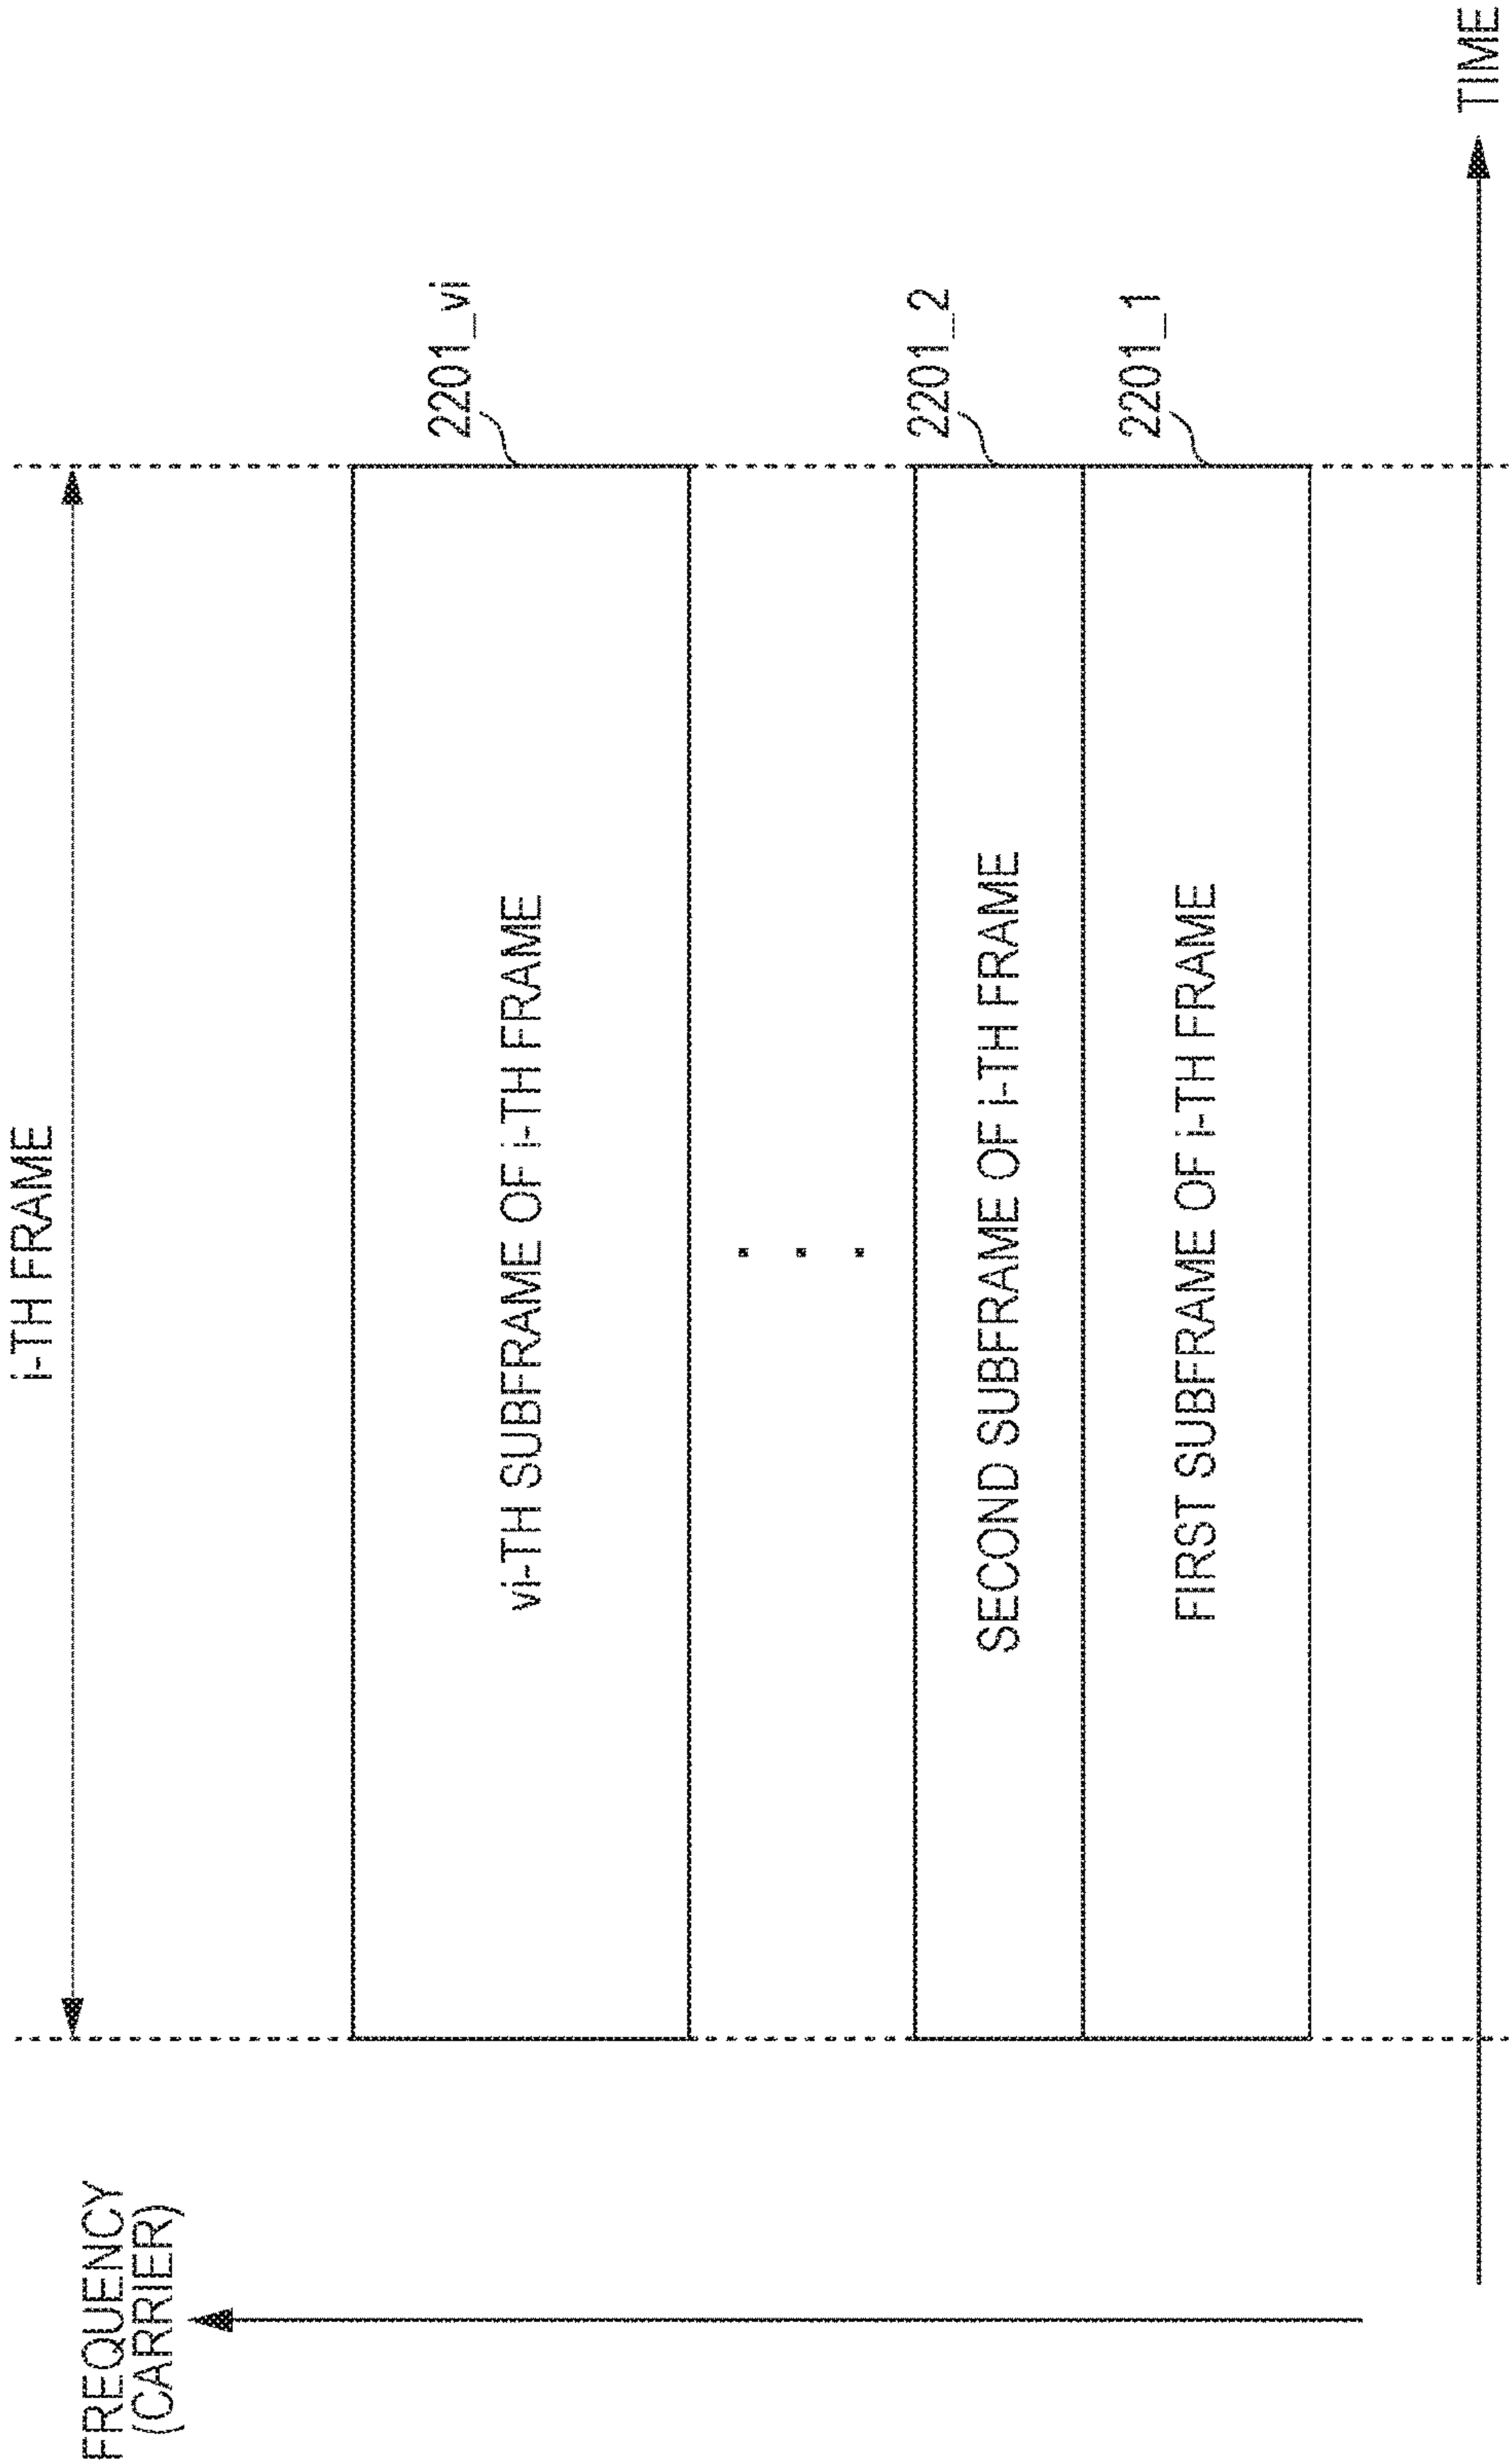 FREQUENCY
(CARRIER)
i-TH FRAME
vi-TH SUBFRAME OF i-TH FRAME
2201_vi
. . .
SECOND SUBFRAME OF i-TH FRAME
2201_2
FIRST SUBFRAME OF i-TH FRAME
2201_1
TIME